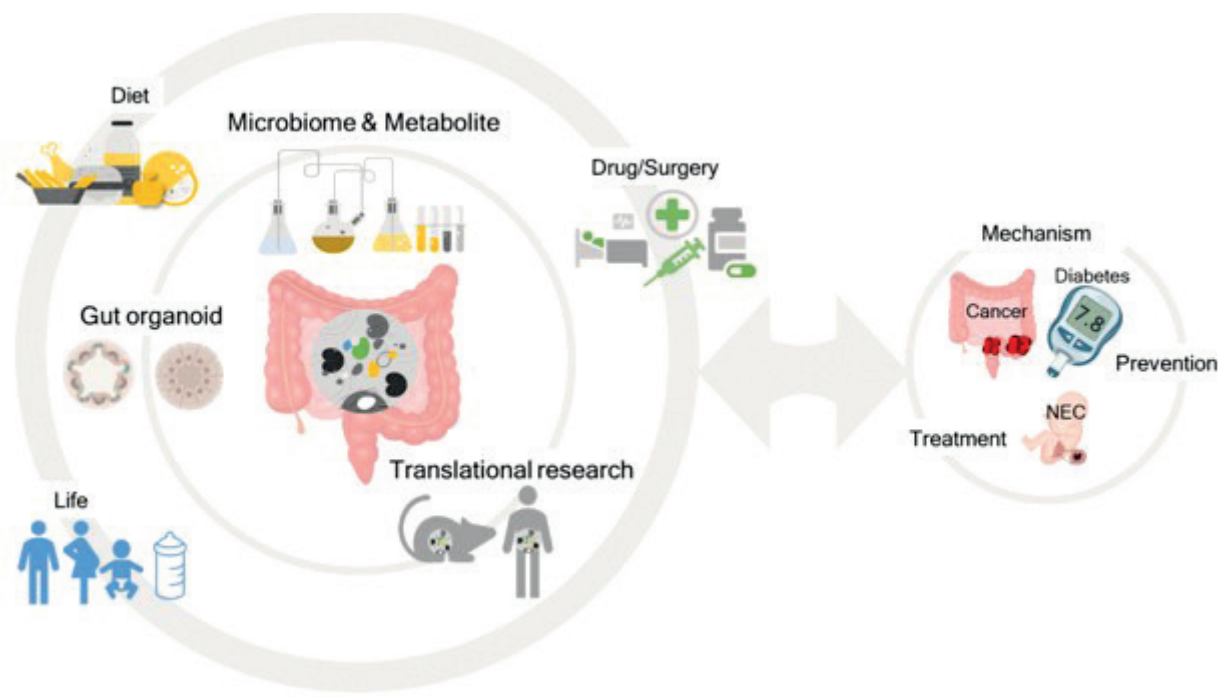 Diet
Microbiome & Metabolite
Drug/Surgery
Gut organoid
Translational research
Life
Mechanism
Diabetes
Cancer
7.8
Prevention
NEC
Treatment